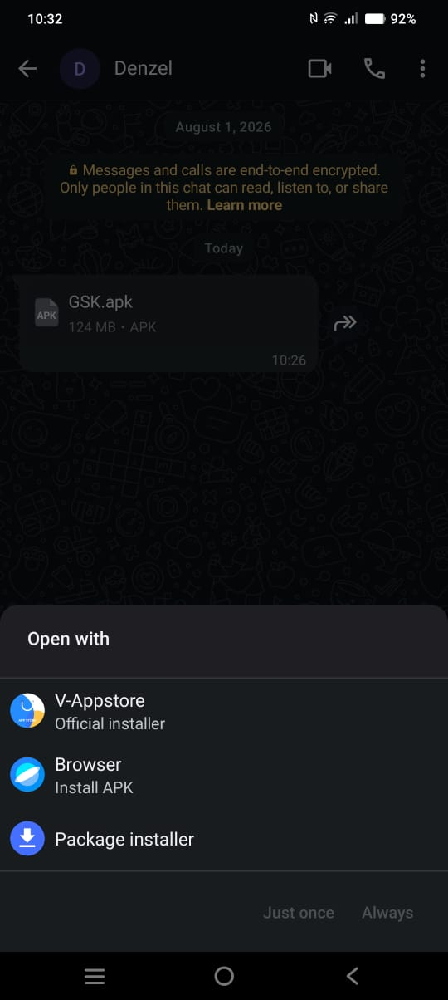 10:32
92%
D
Denzel
August 1, 2026
Messages and calls are end-to-end encrypted.
Only people in this chat can read, listen to, or share
them. Learn more
Today
GSK.apk
APK
124 MB • APK
10:26
Open with
V-Appstore
Official installer
APP STORE
Browser
Install APK
Package installer
Just once
Always